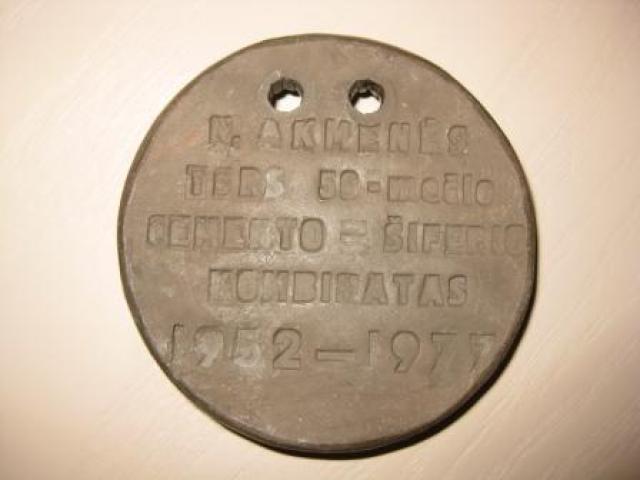 N. AKMENĖS
TSRS 50-mečio
CEMENTO - ŠIFERIO
KOMBINATAS
1952-1977